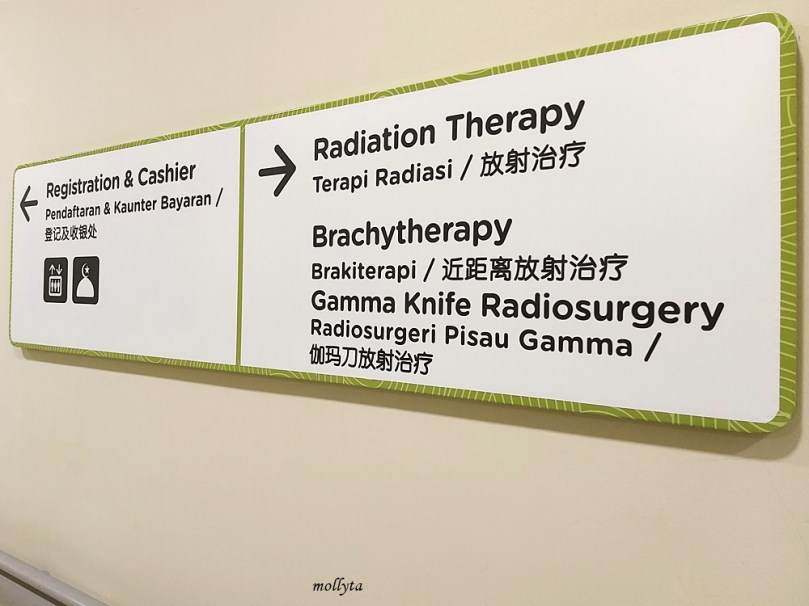 Registration & Cashier
Pendaftaran & Kaunter Bayaran /
登记及收银处
Radiation Therapy
Terapi Radiasi / 放射治疗
Brachytherapy
Brakiterapi / 近距离放射治疗
Gamma Knife Radiosurgery
Radiosurgeri Pisau Gamma /
伽玛刀放射治疗
mollyta